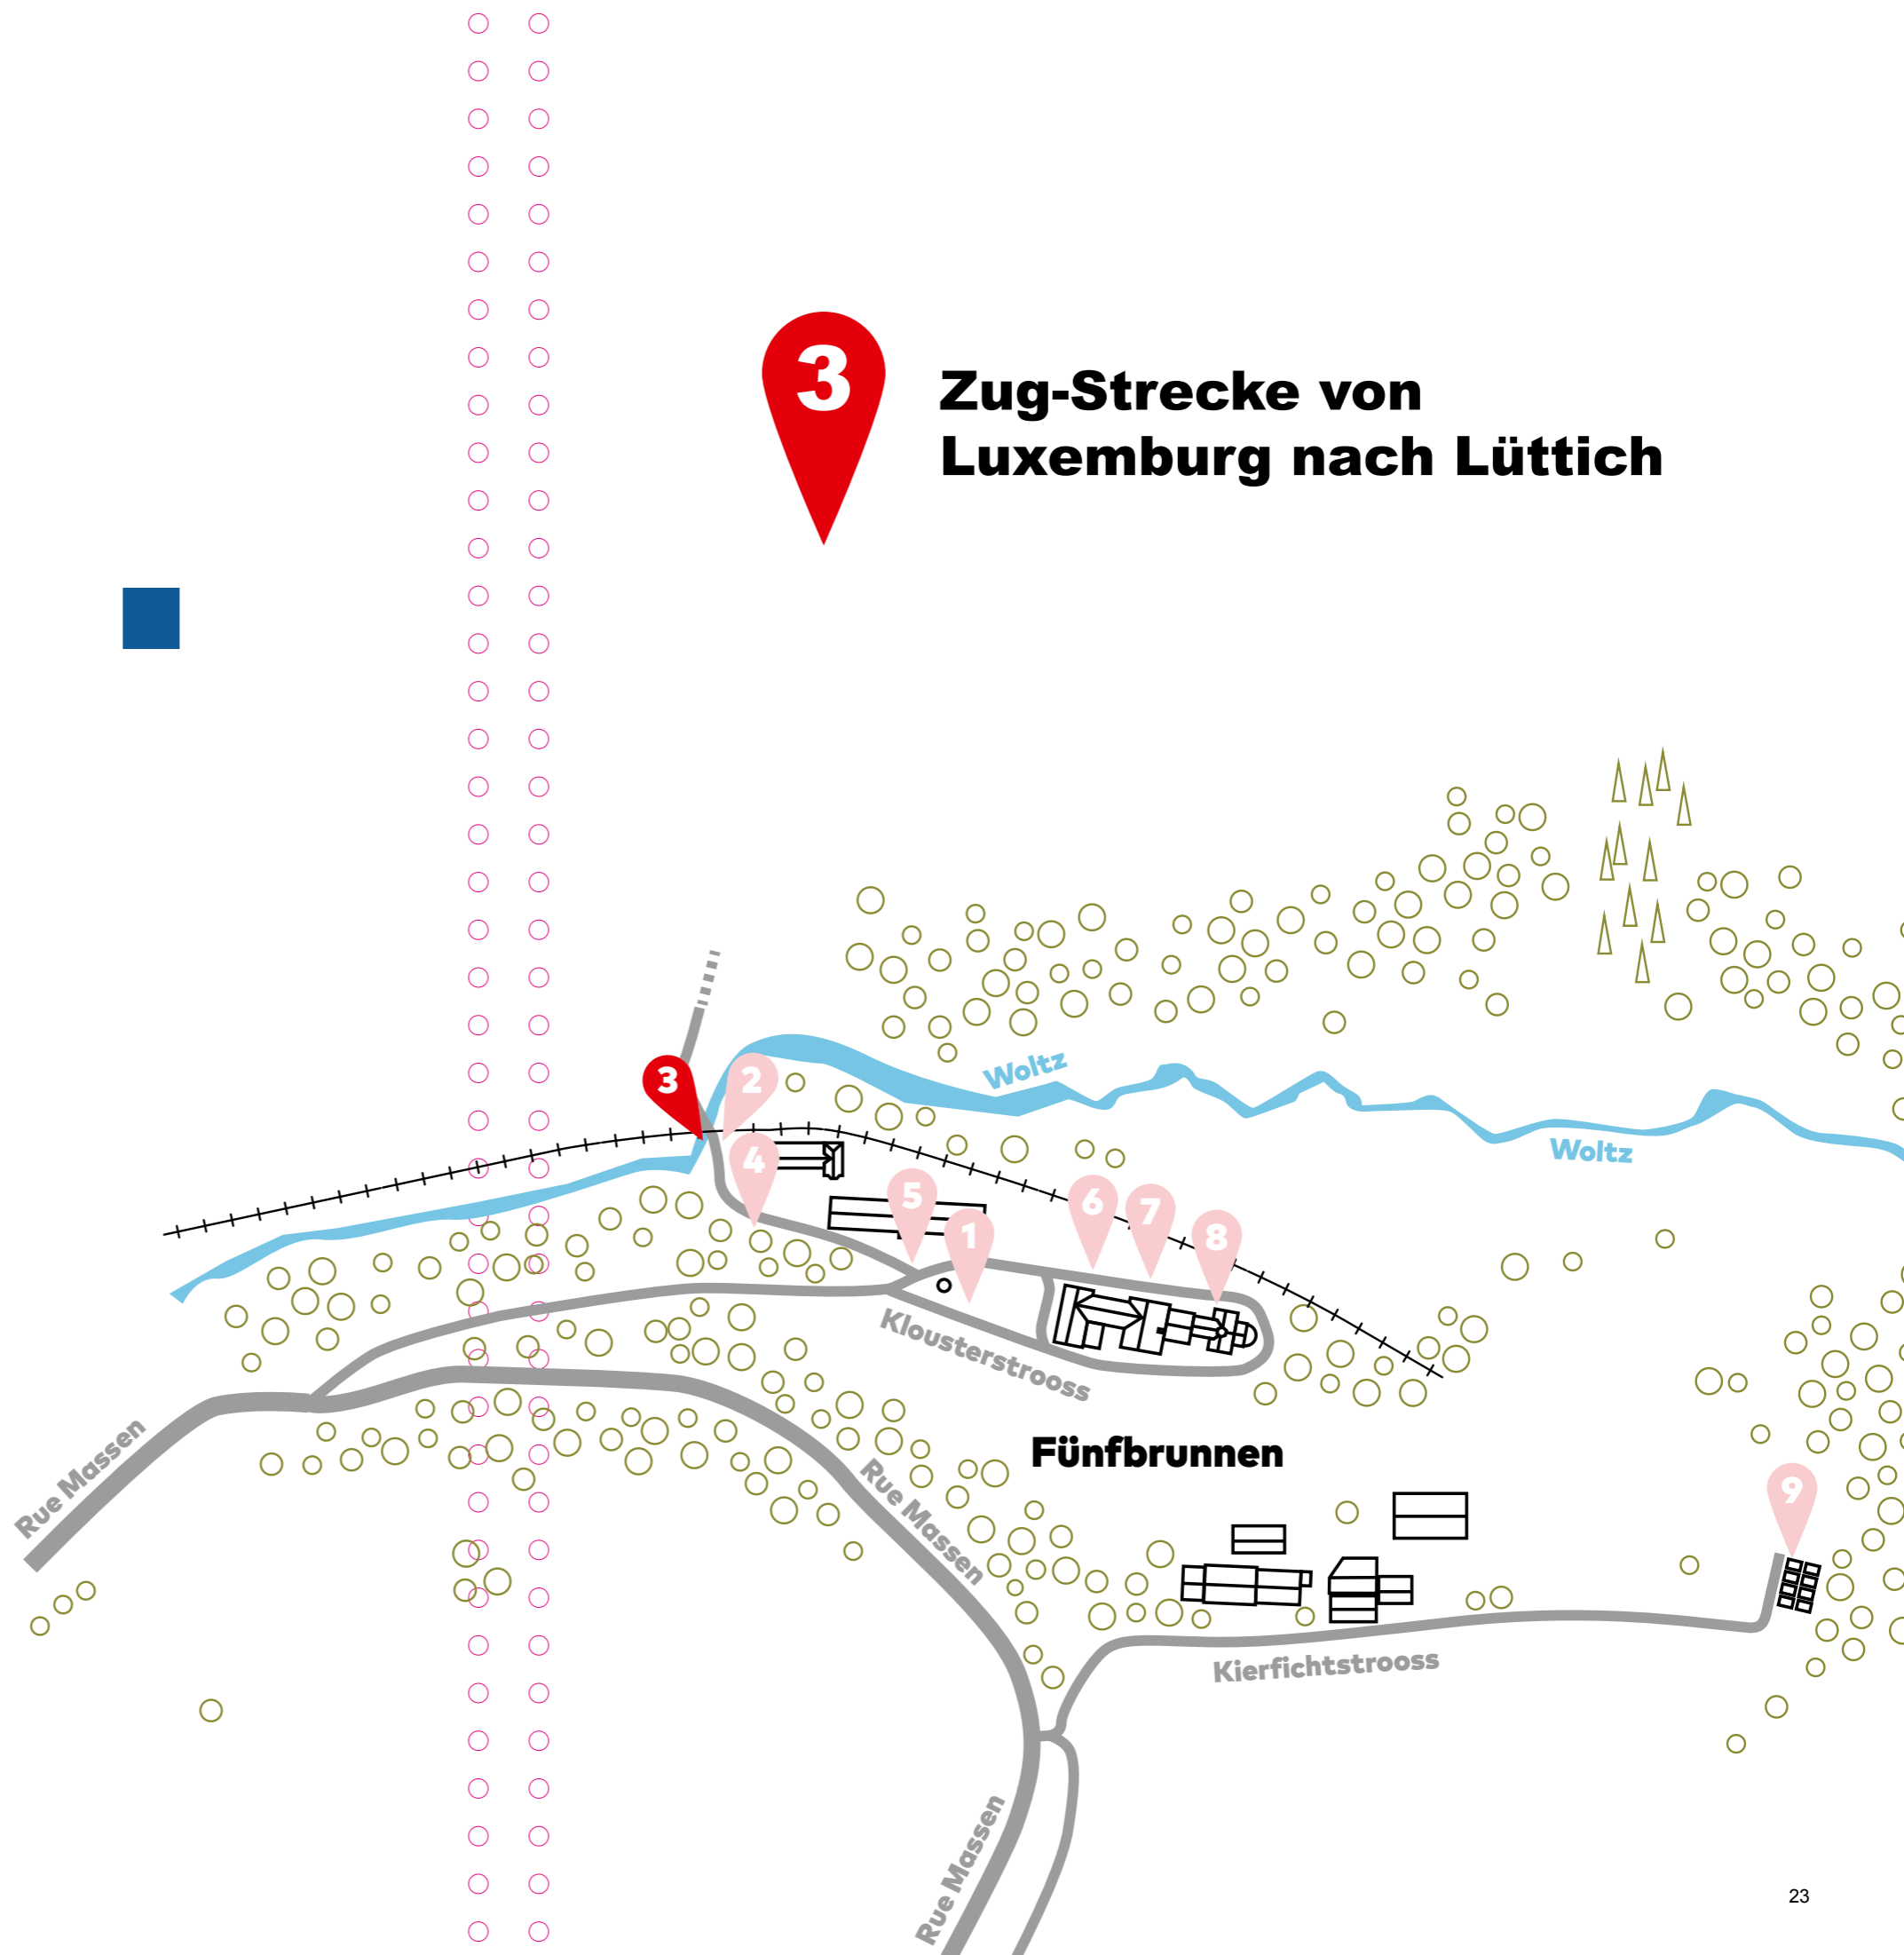 3
Zug-Strecke von
Luxemburg nach Lüttich
Woltz
3
2
Woltz
4
5
6
7
8
1
Klousterstrooss
Rue Massen
Fünfbrunnen
Rue Massen
9
Kierfichtstrooss
Rue Massen
23